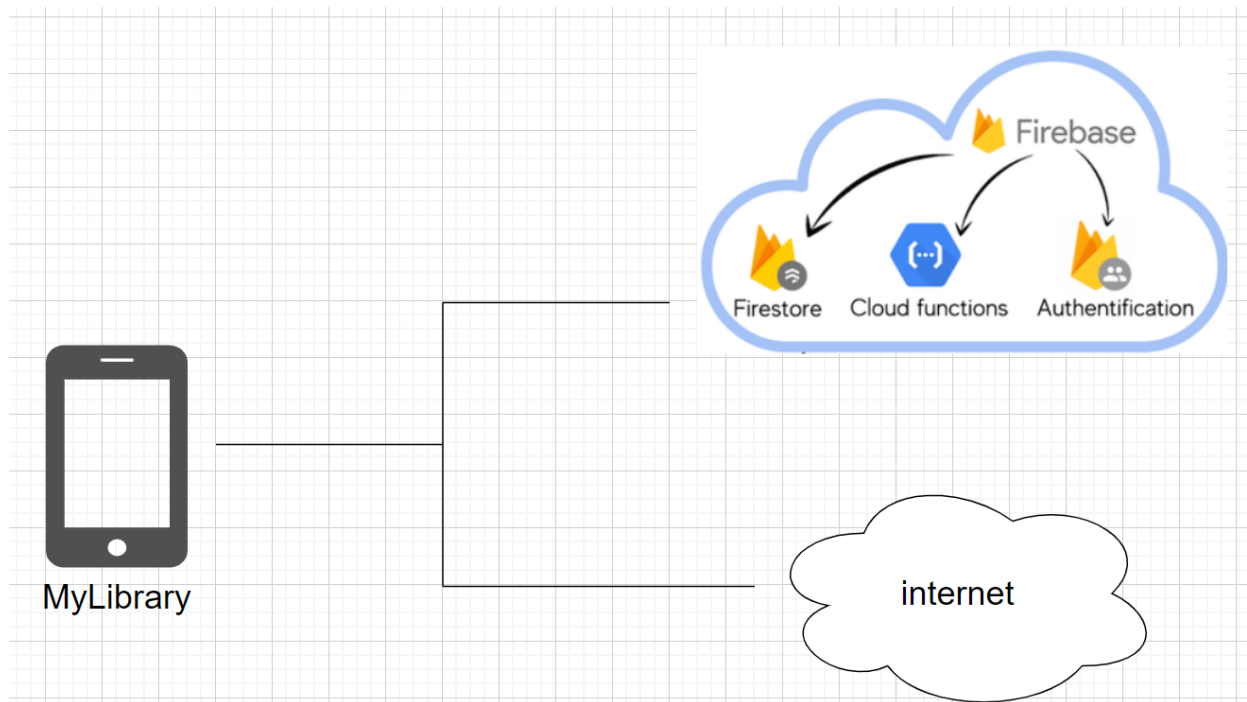 Firebase
Firestore
Cloud functions
Authentification
MyLibrary
internet